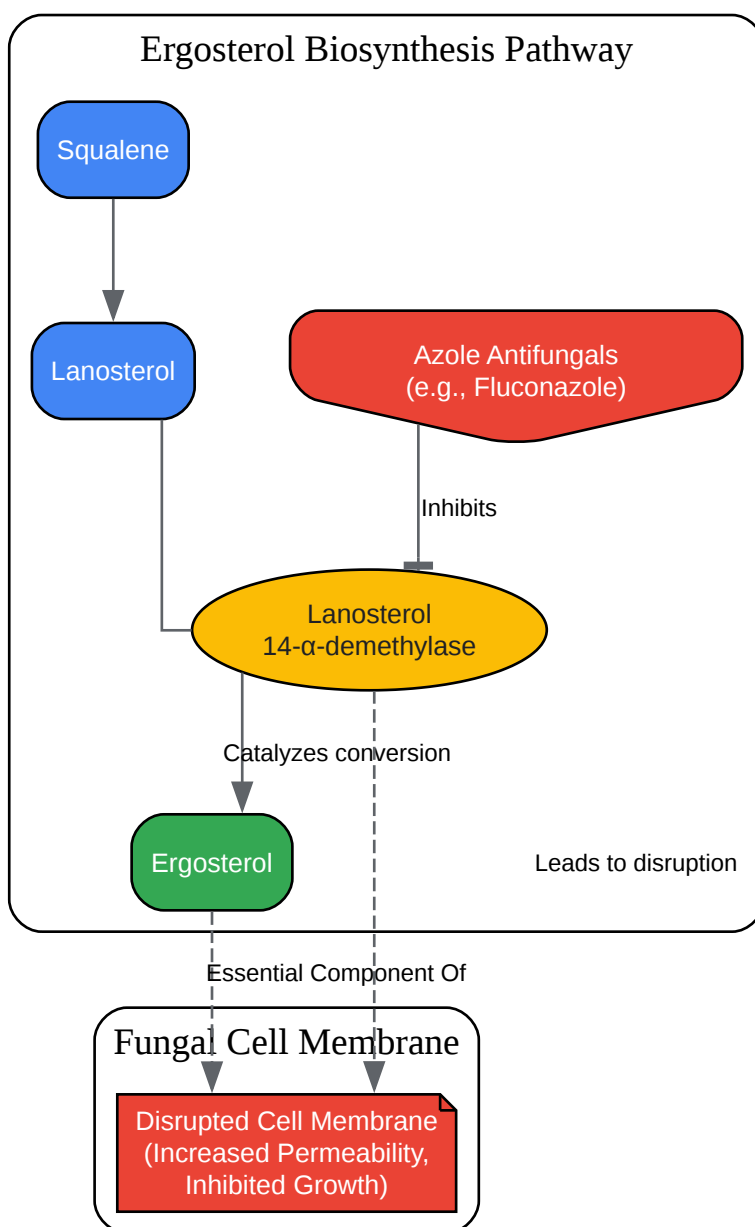 Ergosterol Biosynthesis Pathway
Squalene
Lanosterol
Azole Antifungals
(e.g., Fluconazole)
Inhibits
Lanosterol
14-α-demethylase
Catalyzes conversion
Ergosterol
Leads to disruption
Essential Component Of
Fungal Cell Membrane
Disrupted Cell Membrane
(Increased Permeability,
Inhibited Growth)